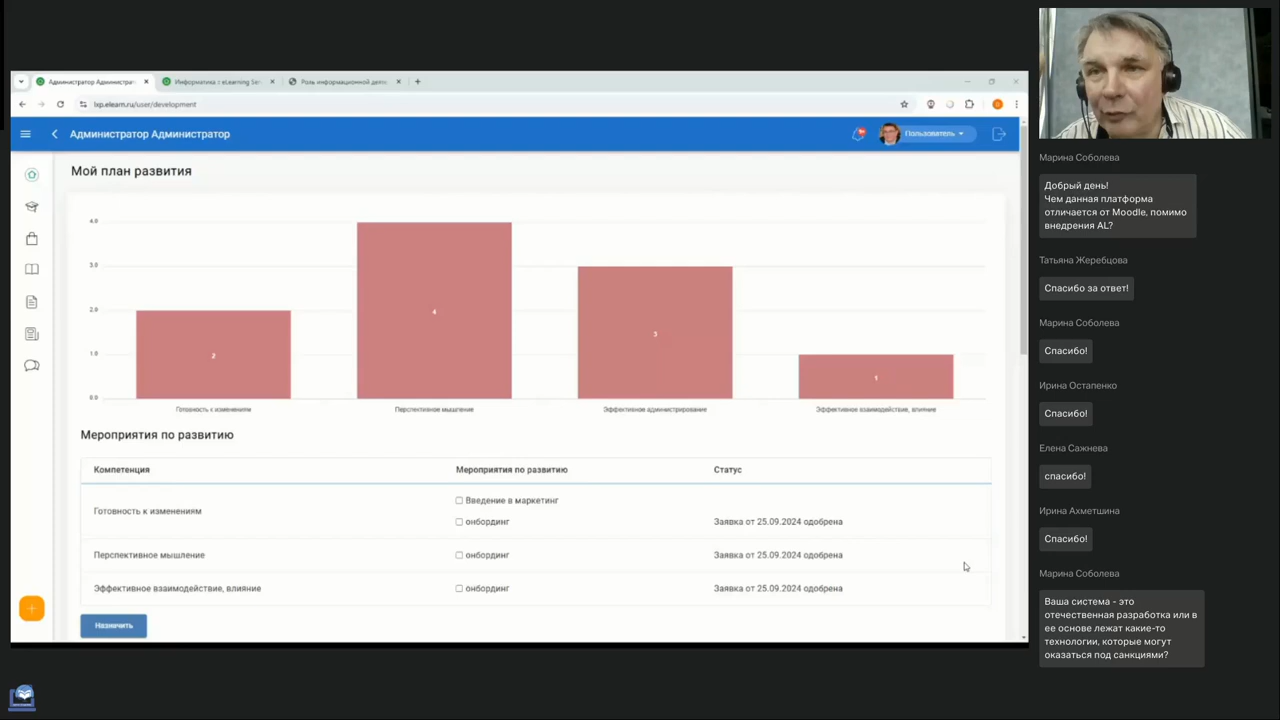 Администратор Администра
Информатика :: eLearning Se
Роль информационной деят
lxp.elearn.ru/user/development
Администратор Администратор
9+
Пользователь
Мой план развития
4.0
3.0
2.0
1.0
0.0
2
4
3
1
Готовность к изменениям
Перспективное мышление
Эффективное администрирование
Эффективное взаимодействие, влияние
Мероприятия по развитию
Компетенция
Мероприятия по развитию
Статус
Готовность к изменениям
Введение в маркетинг
онбординг
Заявка от 25.09.2024 одобрена
Перспективное мышление
онбординг
Заявка от 25.09.2024 одобрена
Эффективное взаимодействие, влияние
онбординг
Заявка от 25.09.2024 одобрена
Назначить
Марина Соболева
Добрый день!
Чем данная платформа
отличается от Moodle, помимо
внедрения AL?
Татьяна Жеребцова
Спасибо за ответ!
Марина Соболева
Спасибо!
Ирина Остапенко
Спасибо!
Елена Сажнева
спасибо!
Ирина Ахметшина
Спасибо!
Марина Соболева
Ваша система - это
отечественная разработка или в
ее основе лежат какие-то
технологии, которые могут
оказаться под санкциями?